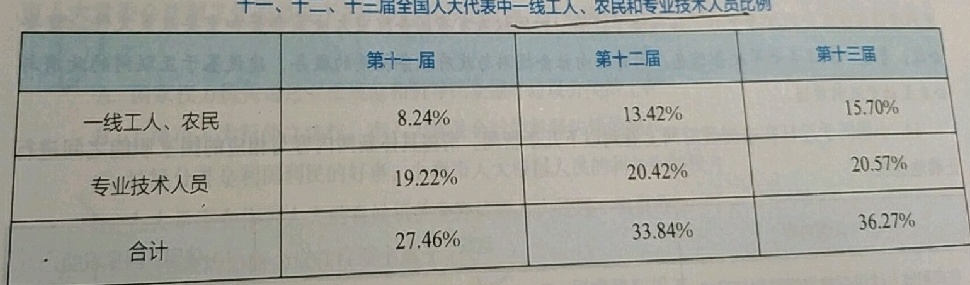 十一、十二、十三届全国人大代表中一线工人、农民和专业技术人员比例
第十一届 第十二届 第十三届
一线工人、农民 8.24% 13.42% 15.70%
专业技术人员 19.22% 20.42% 20.57%
合计 27.46% 33.84% 36.27%